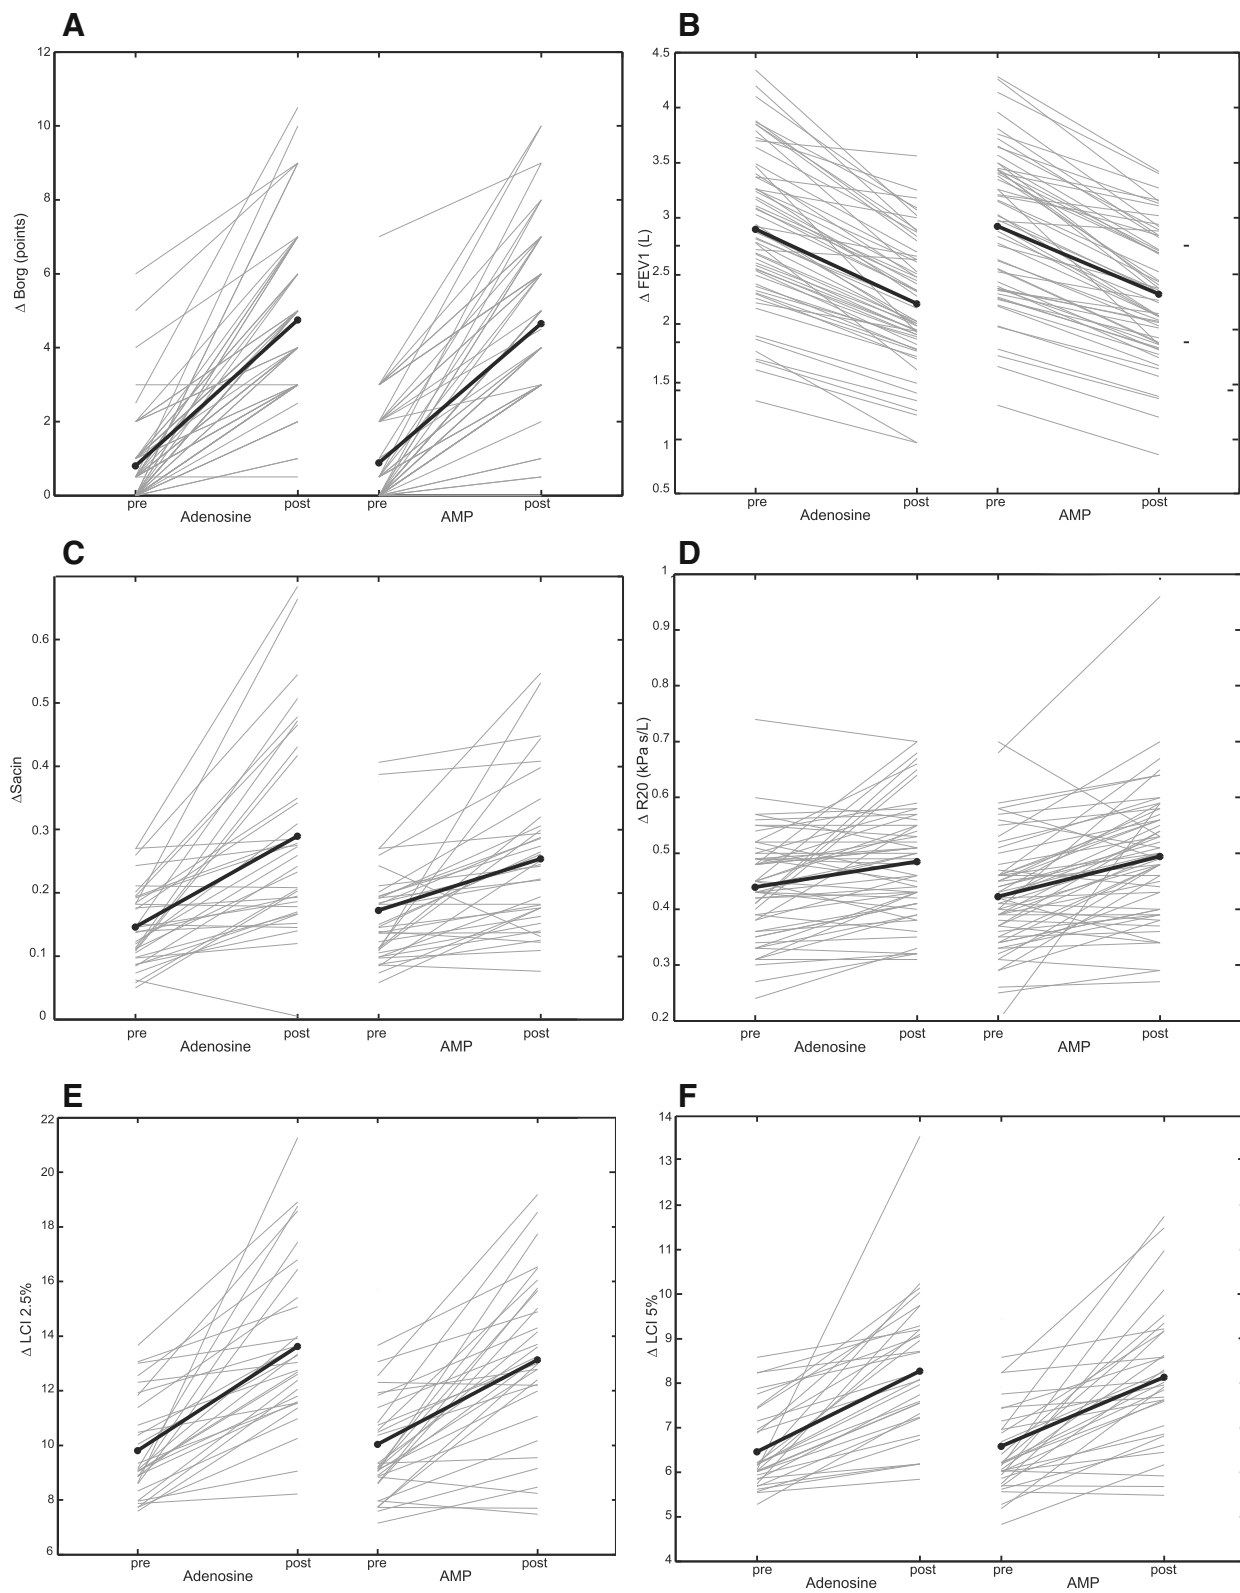 A
12
10
8
6
4
2
0
Δ Borg (points)
pre post pre post
Adenosine AMP
B
4.5
4
3.5
3
2.5
2
1.5
1
0.5
Δ FEV1 (L)
pre post pre post
Adenosine AMP
C
0.6
0.5
0.4
0.3
0.2
0.1
0
ΔSacin
pre post pre post
Adenosine AMP
D
1
0.9
0.8
0.7
0.6
0.5
0.4
0.3
0.2
Δ R20 (kPa s/L)
pre post pre post
Adenosine AMP
E
22
20
18
16
14
12
10
8
6
Δ LCI 2.5%
pre post pre post
Adenosine AMP
F
14
13
12
11
10
9
8
7
6
5
4
Δ LCI 5%
pre post pre post
Adenosine AMP